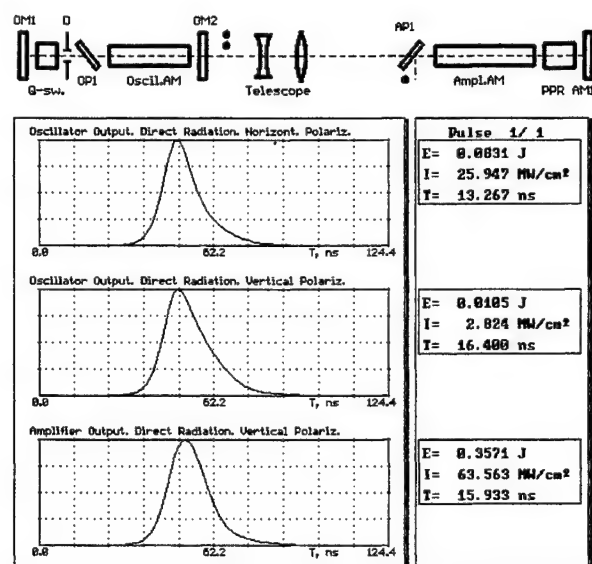 OM1 D OM2 AP1
Q-sw. OP1 Oscil.AM Telescope Ampl.AM PPR AM1
Oscillator Output. Direct Radiation. Horizont. Polariz.
0.0 62.2 T, ns 124.4
Pulse 1/ 1
E= 0.0831 J
I= 25.947 MW/cm²
T= 13.267 ns
Oscillator Output. Direct Radiation. Vertical Polariz.
0.0 62.2 T, ns 124.4
E= 0.0105 J
I= 2.824 MW/cm²
T= 16.400 ns
Amplifier Output. Direct Radiation. Vertical Polariz.
0.0 62.2 T, ns 124.4
E= 0.3571 J
I= 63.563 MW/cm²
T= 15.933 ns